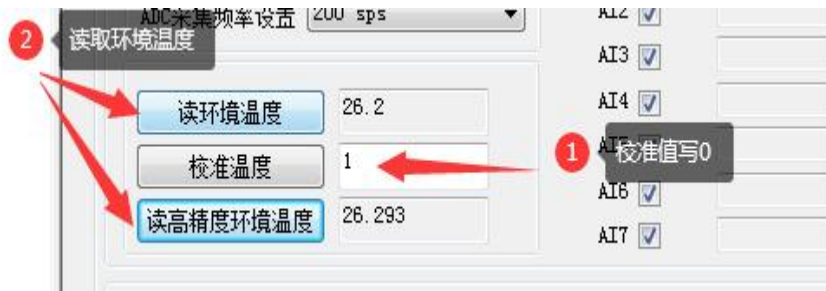 ADC采集频率设置 200 sps
AI2
2 读取环境温度
AI3
读环境温度 26.2
AI4
校准温度 1
1 校准值写0
AI5
AI6
读高精度环境温度 26.293
AI7